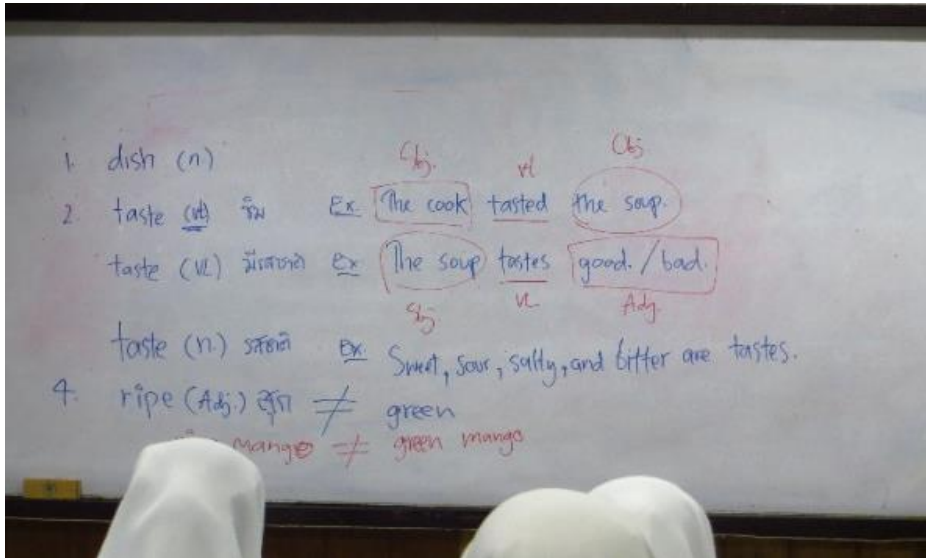 1. dish (n)
Sbj. vt Obj
2. taste (vt) ชิม Ex. The cook tasted the soup.
taste (VL) มีรสชาติ Ex The soup tastes good. / bad.
Sbj VL Adj.
taste (n.) รสชาติ Ex. Sweet, sour, salty, and bitter are tastes.
4. ripe (Adj.) สุก ≠ green
mango ≠ green mango